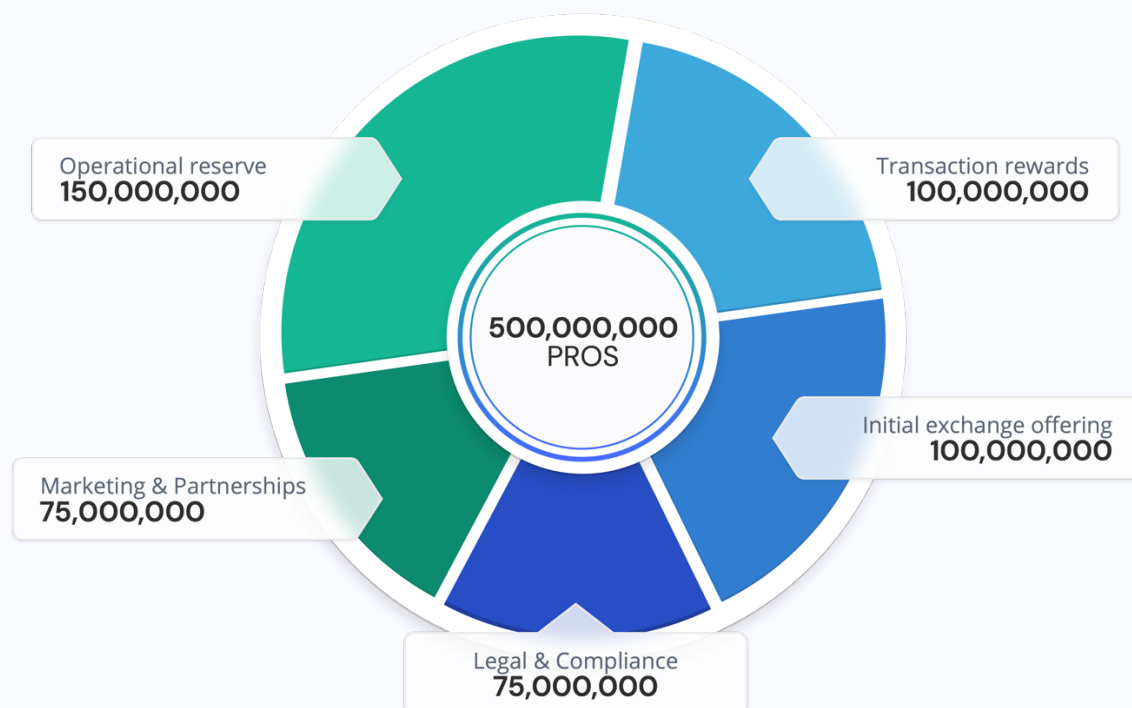 Operational reserve
150,000,000
Transaction rewards
100,000,000
500,000,000
PROS
Initial exchange offering
100,000,000
Marketing & Partnerships
75,000,000
Legal & Compliance
75,000,000